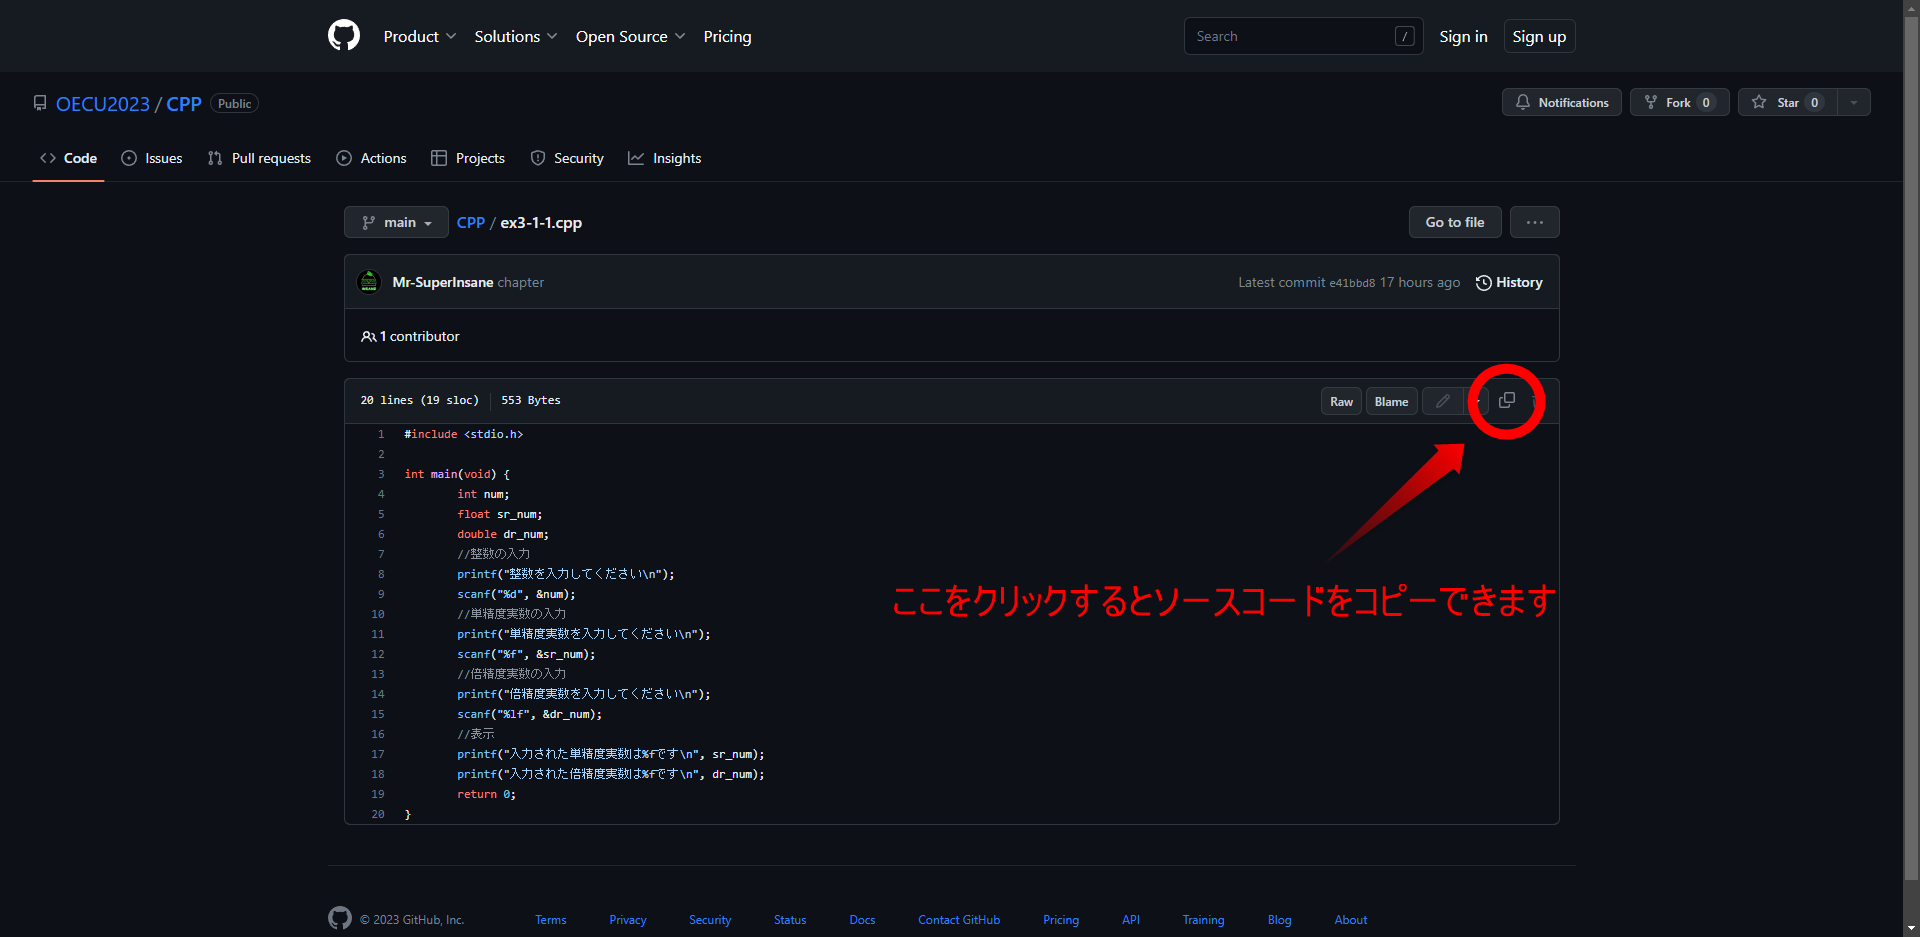 Product Solutions Open Source Pricing Search / Sign in Sign up
OECU2023 / CPP Public Notifications Fork 0 Star 0
Code Issues Pull requests Actions Projects Security Insights
main CPP / ex3-1-1.cpp Go to file ...
Mr-SuperInsane chapter Latest commit e41bbd8 17 hours ago History
1 contributor
20 lines (19 sloc) 553 Bytes Raw Blame
1 #include <stdio.h>
2
3 int main(void) {
4 int num;
5 float sr_num;
6 double dr_num;
7 //整数の入力
8 printf("整数を入力してください\n");
9 scanf("%d", &num);
10 //単精度実数の入力
11 printf("単精度実数を入力してください\n");
12 scanf("%f", &sr_num);
13 //倍精度実数の入力
14 printf("倍精度実数を入力してください\n");
15 scanf("%lf", &dr_num);
16 //表示
17 printf("入力された単精度実数は%fです\n", sr_num);
18 printf("入力された倍精度実数は%fです\n", dr_num);
19 return 0;
20 }
ここをクリックするとソースコードをコピーできます
© 2023 GitHub, Inc. Terms Privacy Security Status Docs Contact GitHub Pricing API Training Blog About